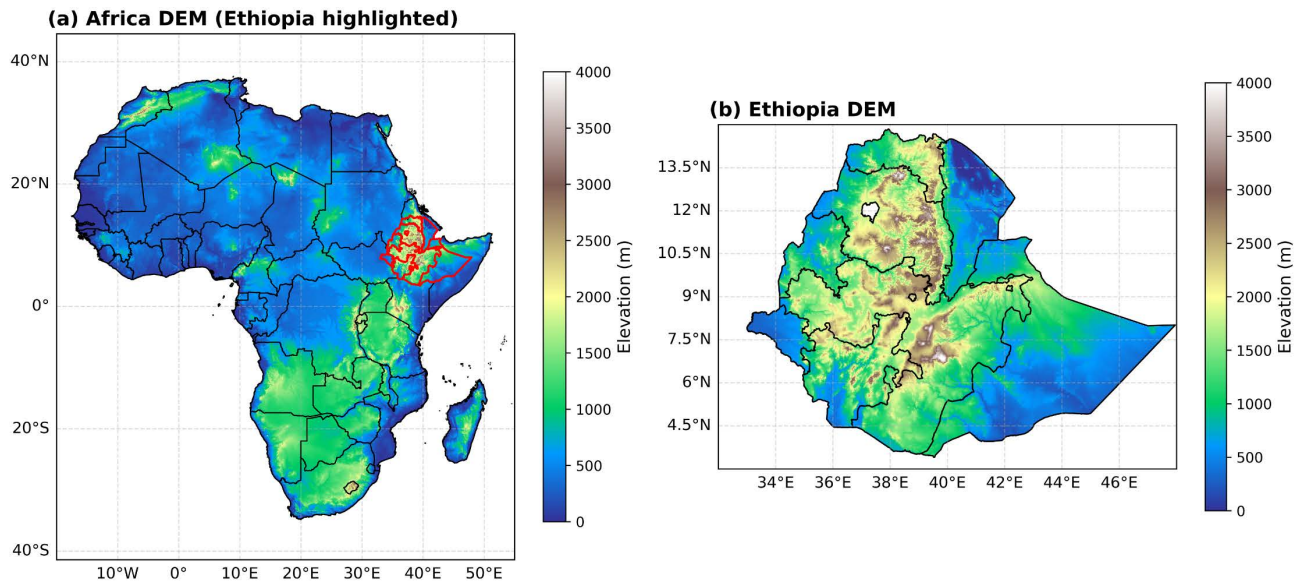 (a) Africa DEM (Ethiopia highlighted)
40°N
20°N
0°
20°S
40°S
10°W 0° 10°E 20°E 30°E 40°E 50°E
4000
3500
3000
2500
2000
1500
1000
500
0
Elevation (m)
(b) Ethiopia DEM
13.5°N
12°N
10.5°N
9°N
7.5°N
6°N
4.5°N
34°E 36°E 38°E 40°E 42°E 44°E 46°E
4000
3500
3000
2500
2000
1500
1000
500
0
Elevation (m)